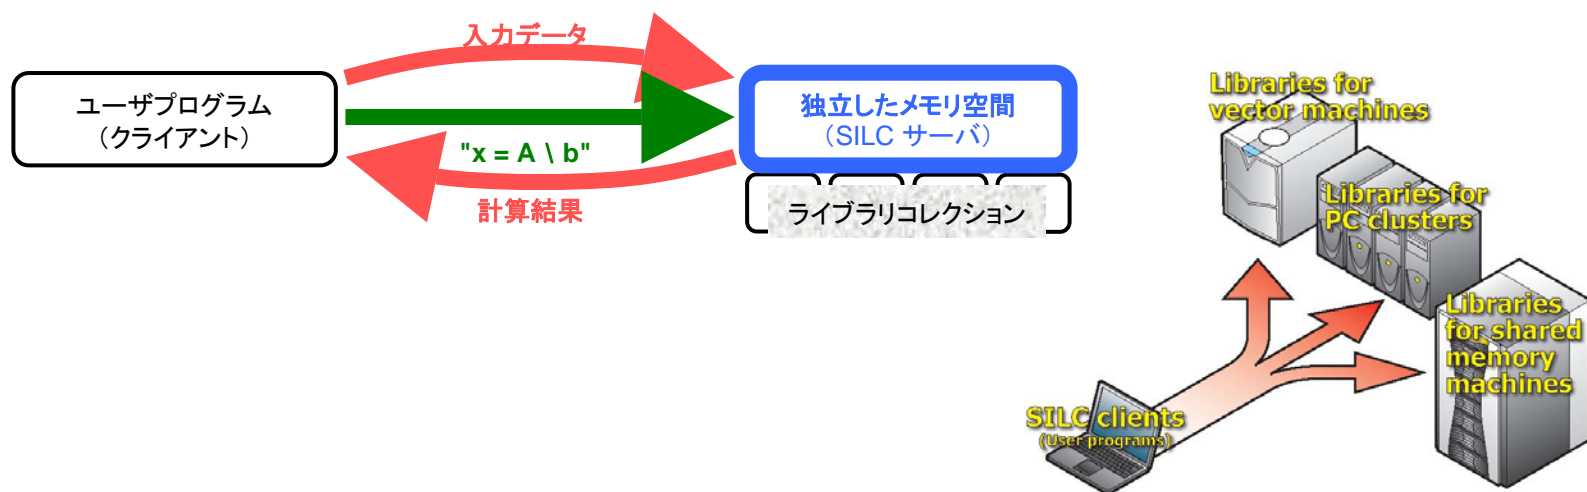 入力データ
ユーザプログラム
（クライアント）
"x = A \ b"
計算結果
独立したメモリ空間
（SILC サーバ）
ライブラリコレクション
Libraries for
vector machines
Libraries for
PC clusters
Libraries
for shared
memory
machines
SILC clients
(User programs)